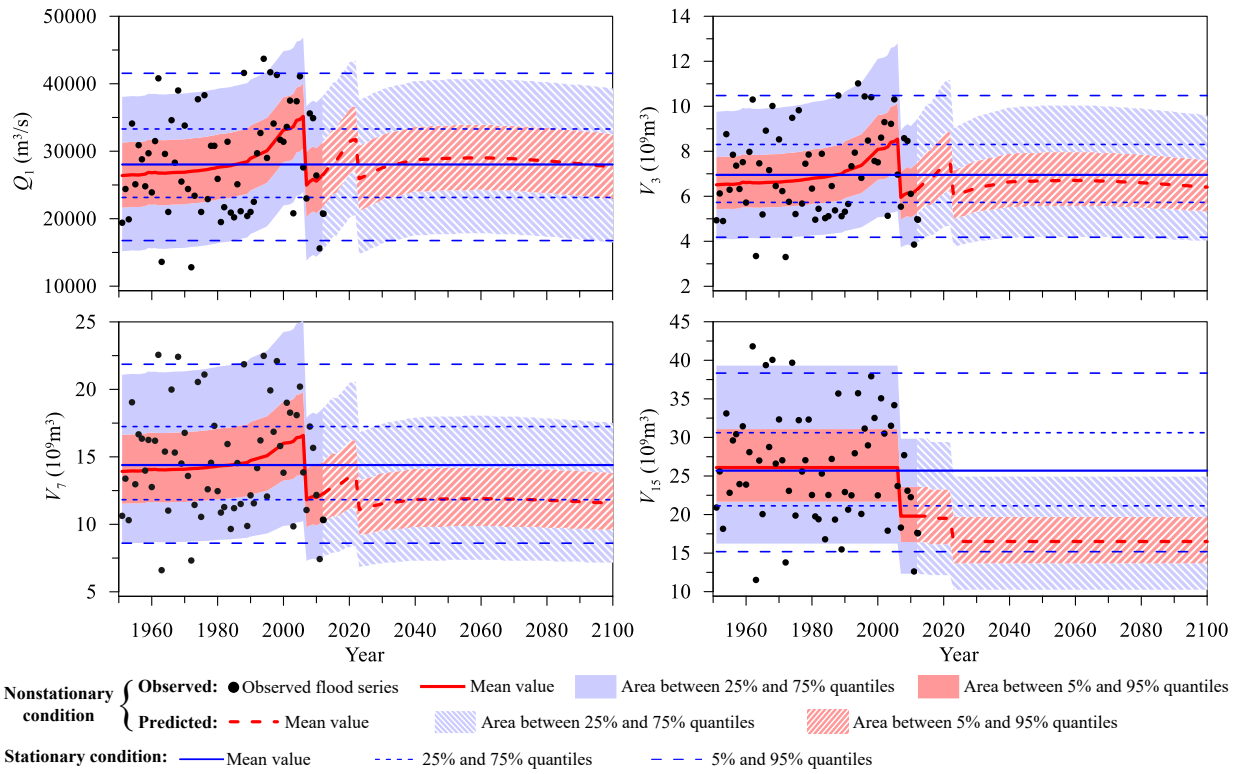 50000
40000
30000
20000
10000
Q1 (m³/s)
14
12
10
8
6
4
2
V3 (10⁹m³)
25
20
15
10
5
V7 (10⁹m³)
1960 1980 2000 2020 2040 2060 2080 2100
Year
45
40
35
30
25
20
15
10
V15 (10⁹m³)
1960 1980 2000 2020 2040 2060 2080 2100
Year
Nonstationary
condition
Observed: Observed flood series Mean value Area between 25% and 75% quantiles Area between 5% and 95% quantiles
Predicted: Mean value Area between 25% and 75% quantiles Area between 5% and 95% quantiles
Stationary condition: Mean value 25% and 75% quantiles 5% and 95% quantiles